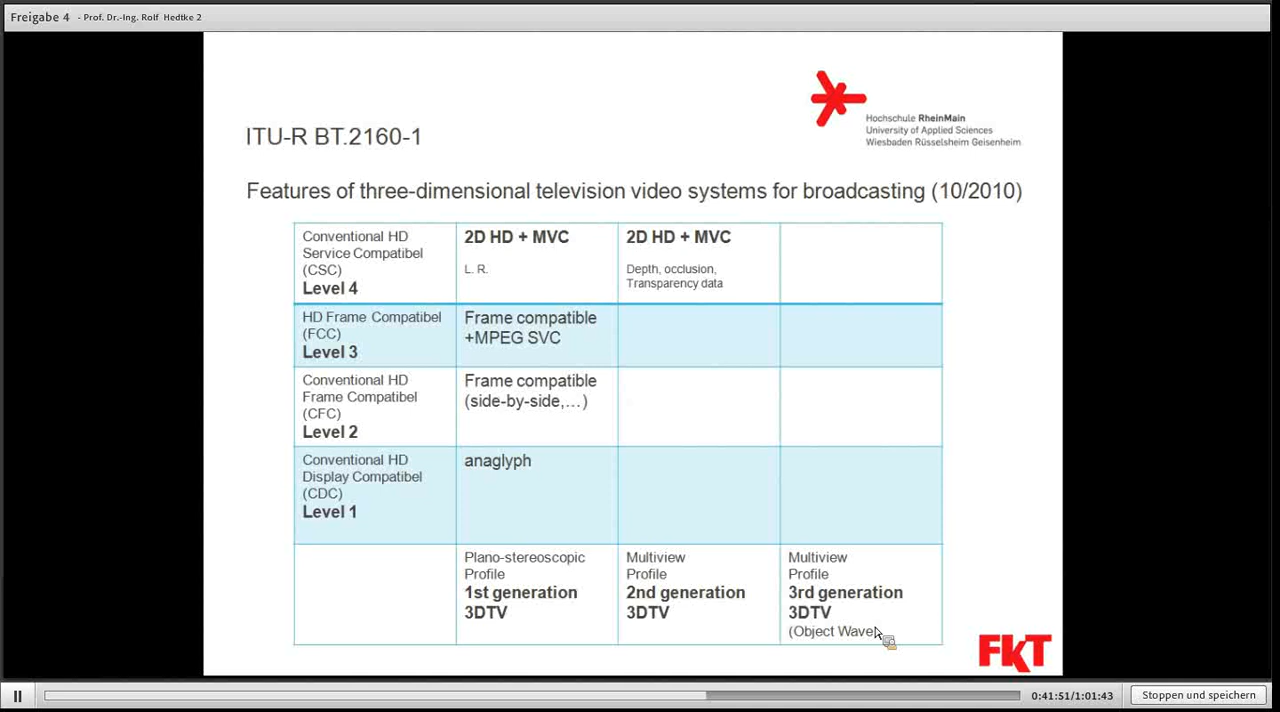 Freigabe 4 - Prof. Dr.-Ing. Rolf Hedtke 2
Hochschule RheinMain
University of Applied Sciences
Wiesbaden Rüsselsheim Geisenheim
ITU-R BT.2160-1
Features of three-dimensional television video systems for broadcasting (10/2010)
Conventional HD
Service Compatibel
(CSC)
Level 4
2D HD + MVC
L. R.
2D HD + MVC
Depth, occlusion,
Transparency data
HD Frame Compatibel
(FCC)
Level 3
Frame compatible
+MPEG SVC
Conventional HD
Frame Compatibel
(CFC)
Level 2
Frame compatible
(side-by-side,...)
Conventional HD
Display Compatibel
(CDC)
Level 1
anaglyph
Plano-stereoscopic
Profile
1st generation
3DTV
Multiview
Profile
2nd generation
3DTV
Multiview
Profile
3rd generation
3DTV
(Object Wave)
FKT
0:41:51/1:01:43
Stoppen und speichern